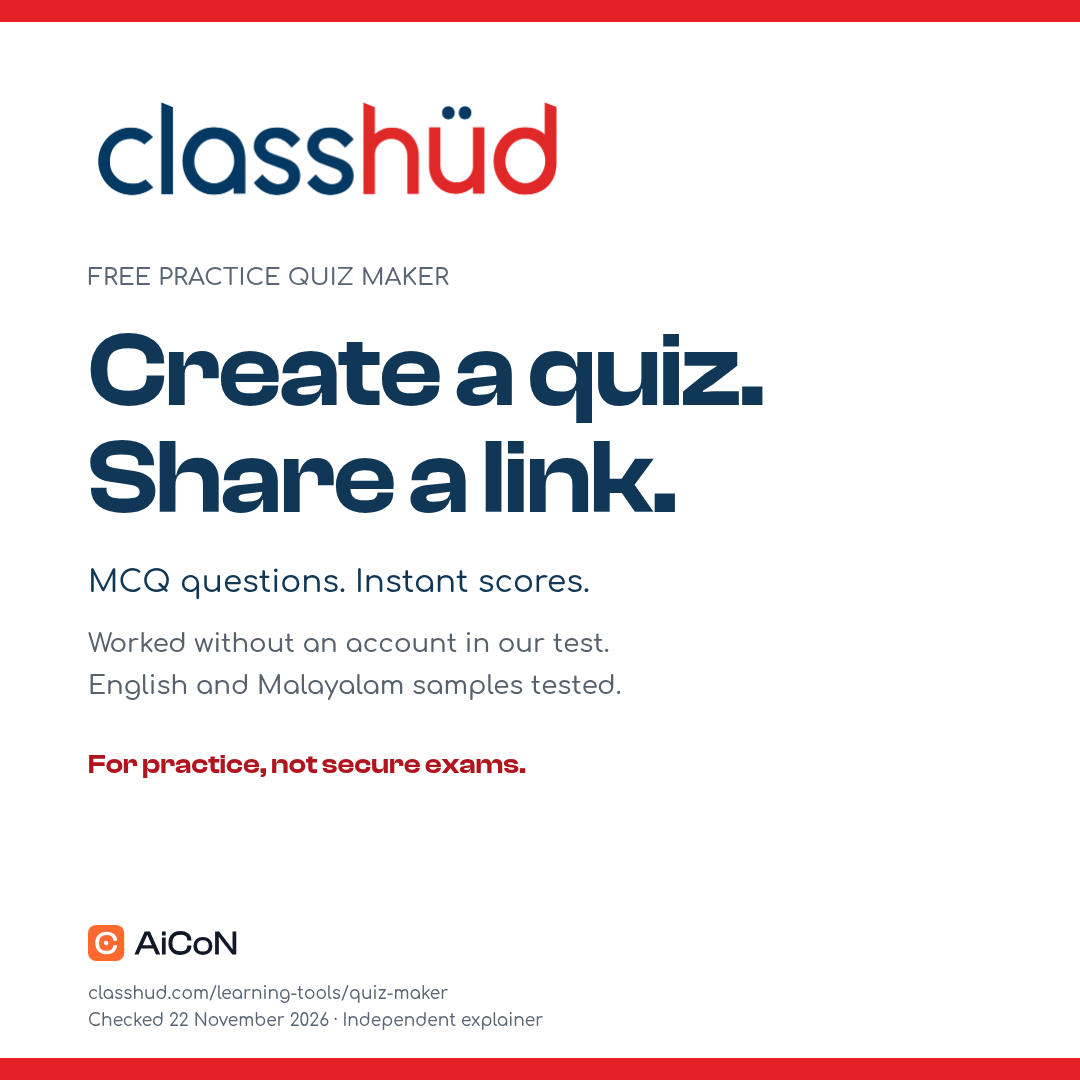 classhüd
FREE PRACTICE QUIZ MAKER
Create a quiz.
Share a link.
MCQ questions. Instant scores.
Worked without an account in our test.
English and Malayalam samples tested.
For practice, not secure exams.
AiCoN
classhud.com/learning-tools/quiz-maker
Checked 22 November 2026 · Independent explainer